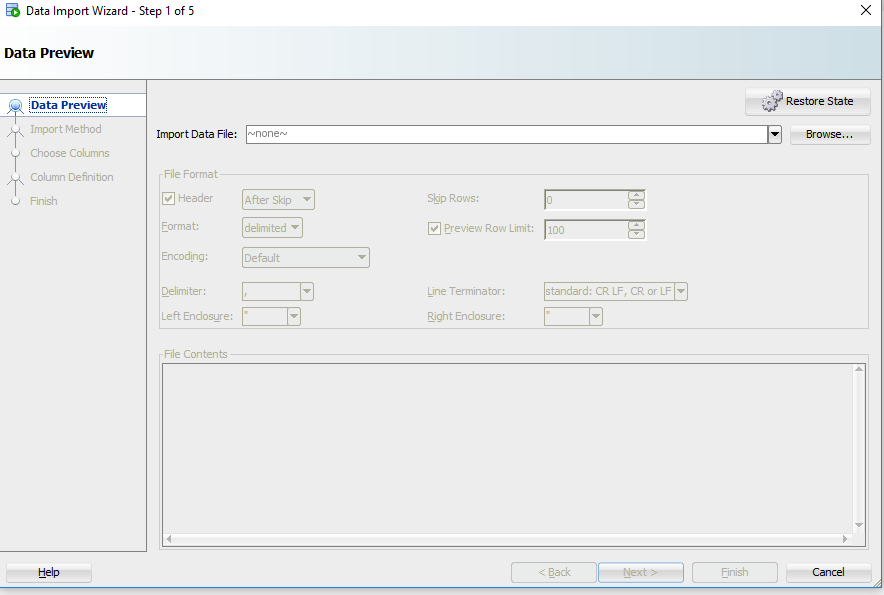 Data Import Wizard - Step 1 of 5
Data Preview
Data Preview
Import Method
Choose Columns
Column Definition
Finish
Restore State
Import Data File: ~none~ Browse...
File Format
Header After Skip Skip Rows: 0
Format: delimited Preview Row Limit: 100
Encoding: Default
Delimiter: , Line Terminator: standard: CR LF, CR or LF
Left Enclosure: " Right Enclosure: "
File Contents
Help < Back Next > Finish Cancel